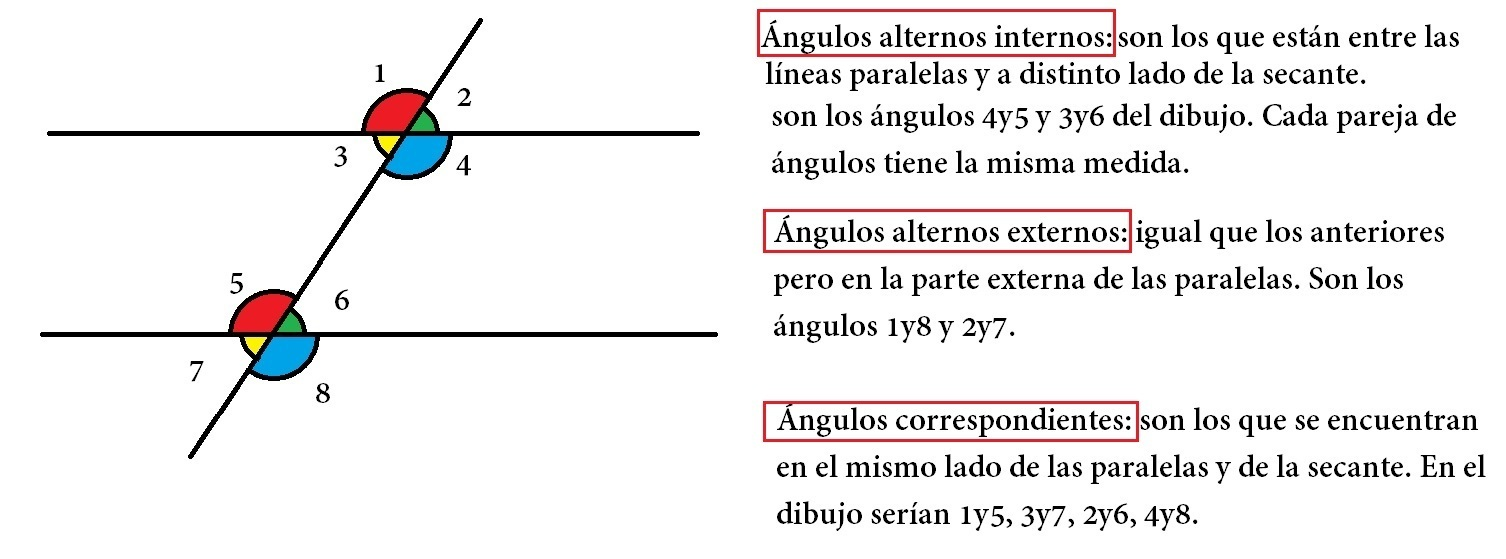 1
2
3
4
5
6
7
8
Ángulos alternos internos: son los que están entre las
líneas paralelas y a distinto lado de la secante.
son los ángulos 4y5 y 3y6 del dibujo. Cada pareja de
ángulos tiene la misma medida.
Ángulos alternos externos: igual que los anteriores
pero en la parte externa de las paralelas. Son los
ángulos 1y8 y 2y7.
Ángulos correspondientes: son los que se encuentran
en el mismo lado de las paralelas y de la secante. En el
dibujo serían 1y5, 3y7, 2y6, 4y8.